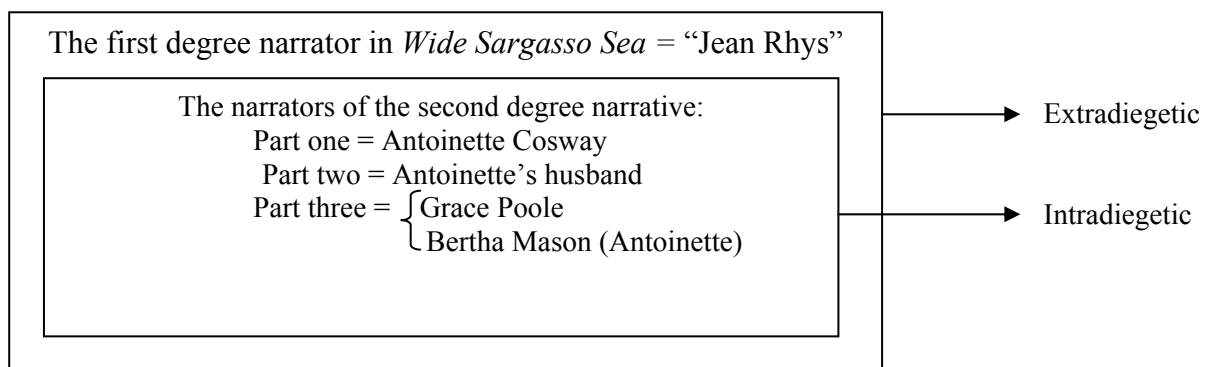 The first degree narrator in Wide Sargasso Sea = “Jean Rhys”
The narrators of the second degree narrative:
Part one = Antoinette Cosway
Part two = Antoinette’s husband
Part three = Grace Poole
Bertha Mason (Antoinette)
Extradiegetic
Intradiegetic